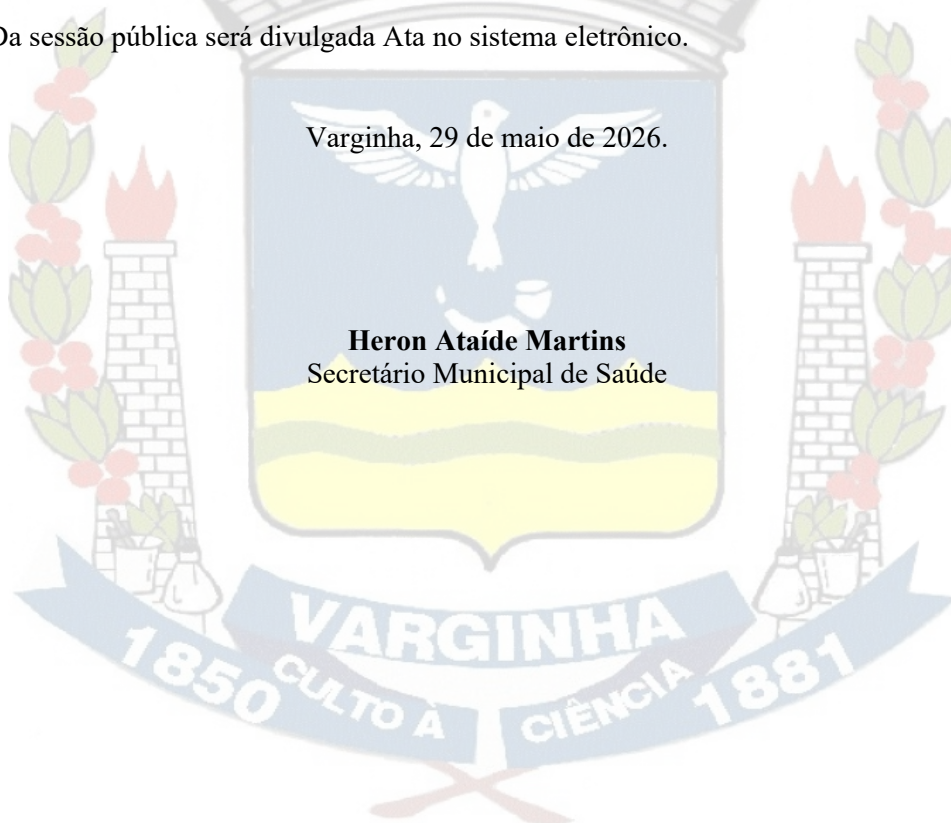 Da sessão pública será divulgada Ata no sistema eletrônico.
Varginha, 29 de maio de 2026.
Heron Ataíde Martins
Secretário Municipal de Saúde
VARGINHA
1850 CULTO À CIÊNCIA 1881